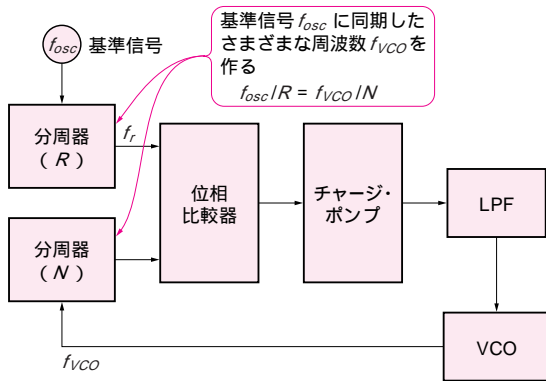 fosc
基準信号
基準信号 fosc に同期した
さまざまな周波数 fVCO を
作る
fosc/R = fVCO/N
分周器
( R )
fr
位相
比較器
チャージ・
ポンプ
LPF
分周器
( N )
fVCO
VCO